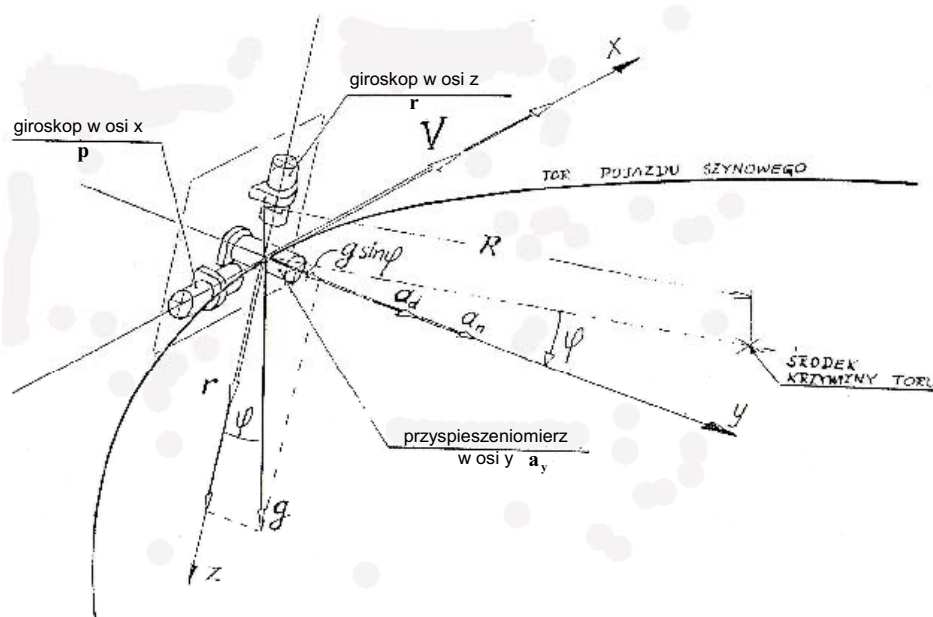 X
giroskop w osi z
r
V
giroskop w osi x
p
TOR POJAZDU SZYNOWEGO
R
g sinφ
a_d
a_n
φ
ŚRODEK
KRZYWIZNY TORU
r
y
φ
przyspieszeniomierz
w osi y a_y
g
z